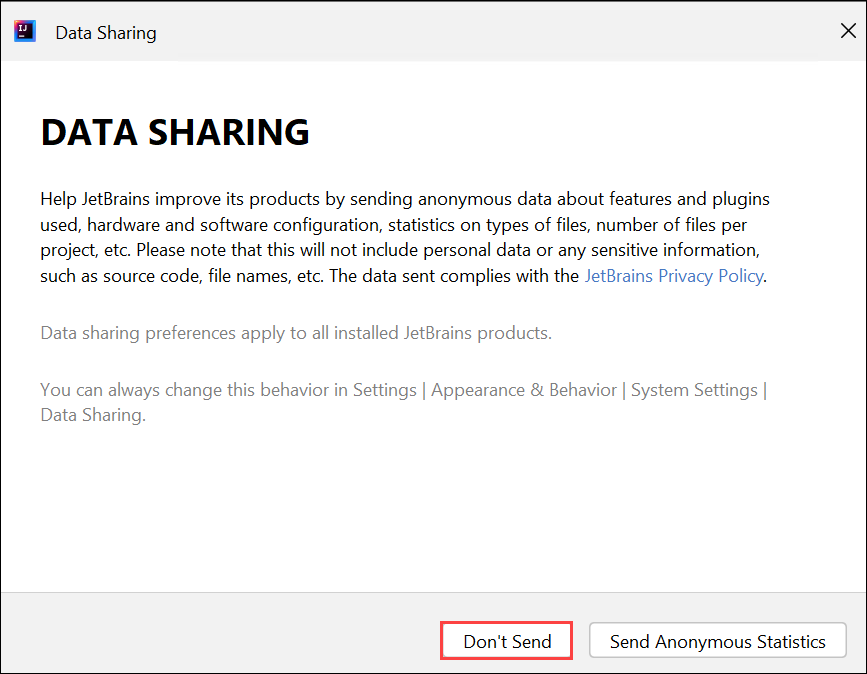 IJ
Data Sharing
DATA SHARING
Help JetBrains improve its products by sending anonymous data about features and plugins
used, hardware and software configuration, statistics on types of files, number of files per
project, etc. Please note that this will not include personal data or any sensitive information,
such as source code, file names, etc. The data sent complies with the JetBrains Privacy Policy.
Data sharing preferences apply to all installed JetBrains products.
You can always change this behavior in Settings | Appearance & Behavior | System Settings |
Data Sharing.
Don't Send
Send Anonymous Statistics